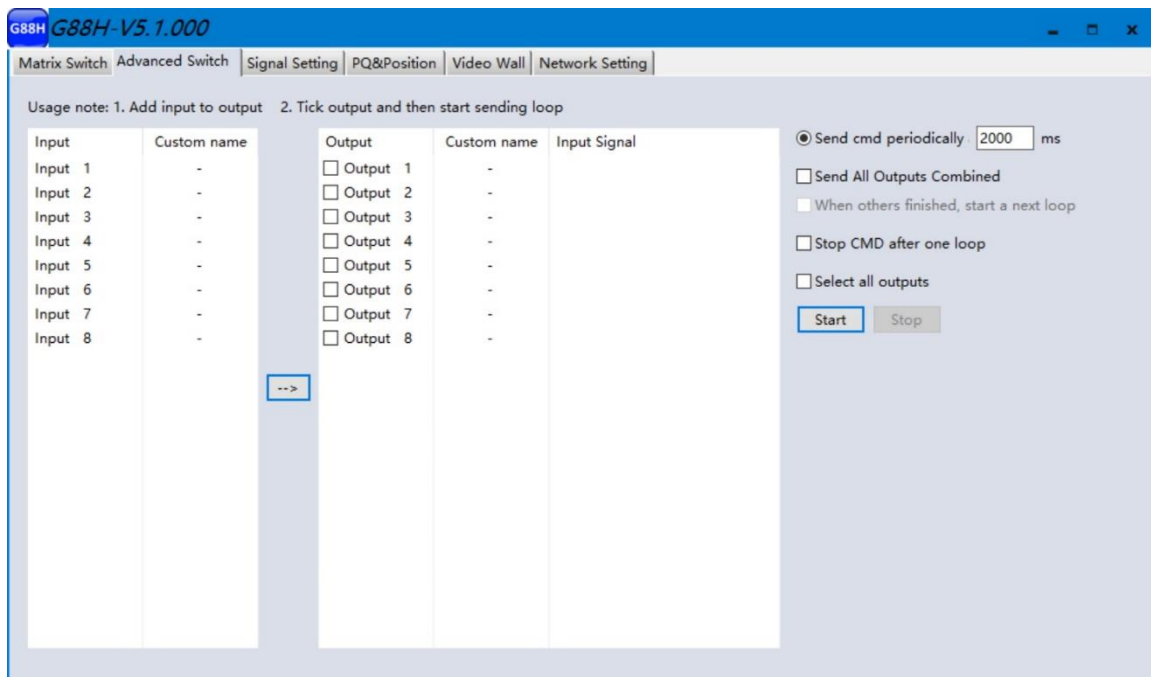 G88H G88H-V5.1.000
Matrix Switch Advanced Switch Signal Setting PQ&Position Video Wall Network Setting
Usage note: 1. Add input to output 2. Tick output and then start sending loop
Input Custom name Output Custom name Input Signal
Input 1 - Output 1 -
Input 2 - Output 2 -
Input 3 - Output 3 -
Input 4 - Output 4 -
Input 5 - Output 5 -
Input 6 - Output 6 -
Input 7 - Output 7 -
Input 8 - Output 8 -
-->
Send cmd periodically 2000 ms
Send All Outputs Combined
When others finished, start a next loop
Stop CMD after one loop
Select all outputs
Start Stop